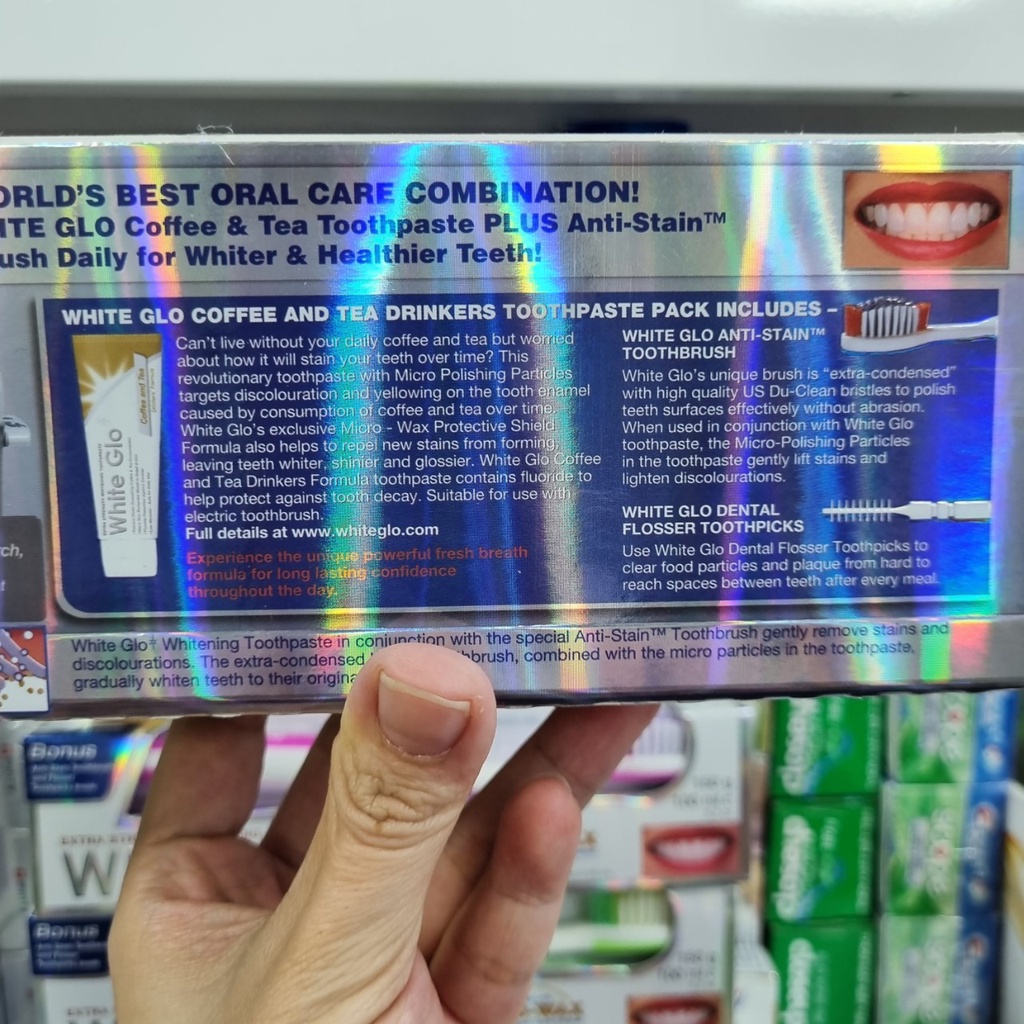 ORLD'S BEST ORAL CARE COMBINATION!
ITE GLO Coffee & Tea Toothpaste PLUS Anti-Stain™
ush Daily for Whiter & Healthier Teeth!
WHITE GLO COFFEE AND TEA DRINKERS TOOTHPASTE PACK INCLUDES –
Can't live without your daily coffee and tea but worried
about how it will stain your teeth over time? This
revolutionary toothpaste with Micro Polishing Particles
targets discolouration and yellowing on the tooth enamel
caused by consumption of coffee and tea over time.
White Glo's exclusive Micro - Wax Protective Shield
Formula also helps to repel new stains from forming,
leaving teeth whiter, shinier and glossier. White Glo Coffee
and Tea Drinkers Formula toothpaste contains fluoride to
help protect against tooth decay. Suitable for use with
electric toothbrush.
Full details at www.whiteglo.com
Experience the unique powerful fresh breath
formula for long lasting confidence
throughout the day.
White Glo
Coffee and Tea
WHITE GLO ANTI-STAIN™
TOOTHBRUSH
White Glo's unique brush is "extra-condensed"
with high quality US Du-Clean bristles to polish
teeth surfaces effectively without abrasion.
When used in conjunction with White Glo
toothpaste, the Micro-Polishing Particles
in the toothpaste gently lift stains and
lighten discolourations.
WHITE GLO DENTAL
FLOSSER TOOTHPICKS
Use White Glo Dental Flosser Toothpicks to
clear food particles and plaque from hard to
reach spaces between teeth after every meal.
rch,
White Glo® Whitening Toothpaste in conjunction with the special Anti-Stain™ Toothbrush gently remove stains and
discolourations. The extra-condensed hbrush, combined with the micro particles in the toothpaste,
gradually whiten teeth to their origina
Bonus
EXTRA
W
Bonus
closeup
closeup
closeup